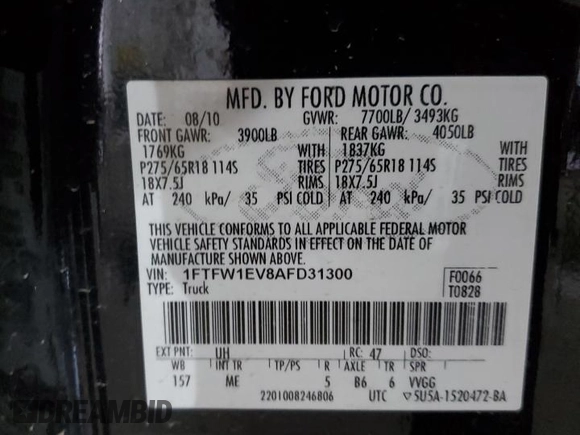 MFD. BY FORD MOTOR CO.
DATE: 08/10 GVWR: 7700LB/ 3493KG
FRONT GAWR: 3900LB REAR GAWR: 4050LB
1769KG WITH 1837KG WITH
P275/65R18 114S TIRES P275/65R18 114S TIRES
18X7.5J RIMS 18X7.5J RIMS
AT 240 kPa/ 35 PSI COLD AT 240 kPa/ 35 PSI COLD
THIS VEHICLE CONFORMS TO ALL APPLICABLE FEDERAL MOTOR
VEHICLE SAFETY STANDARDS IN EFFECT ON THE DATE OF
MANUFACTURE SHOWN ABOVE.
VIN: 1FTFW1EV8AFD31300 F0066
TYPE: Truck T0828
EXT PNT: UH RC: 47 DSO:
WB INT TR TP/PS R AXLE TR SPR
157 ME 5 B6 6 VVGG
2201008246806 UTC ▽5U5A-1520472-BA
DREAMBID